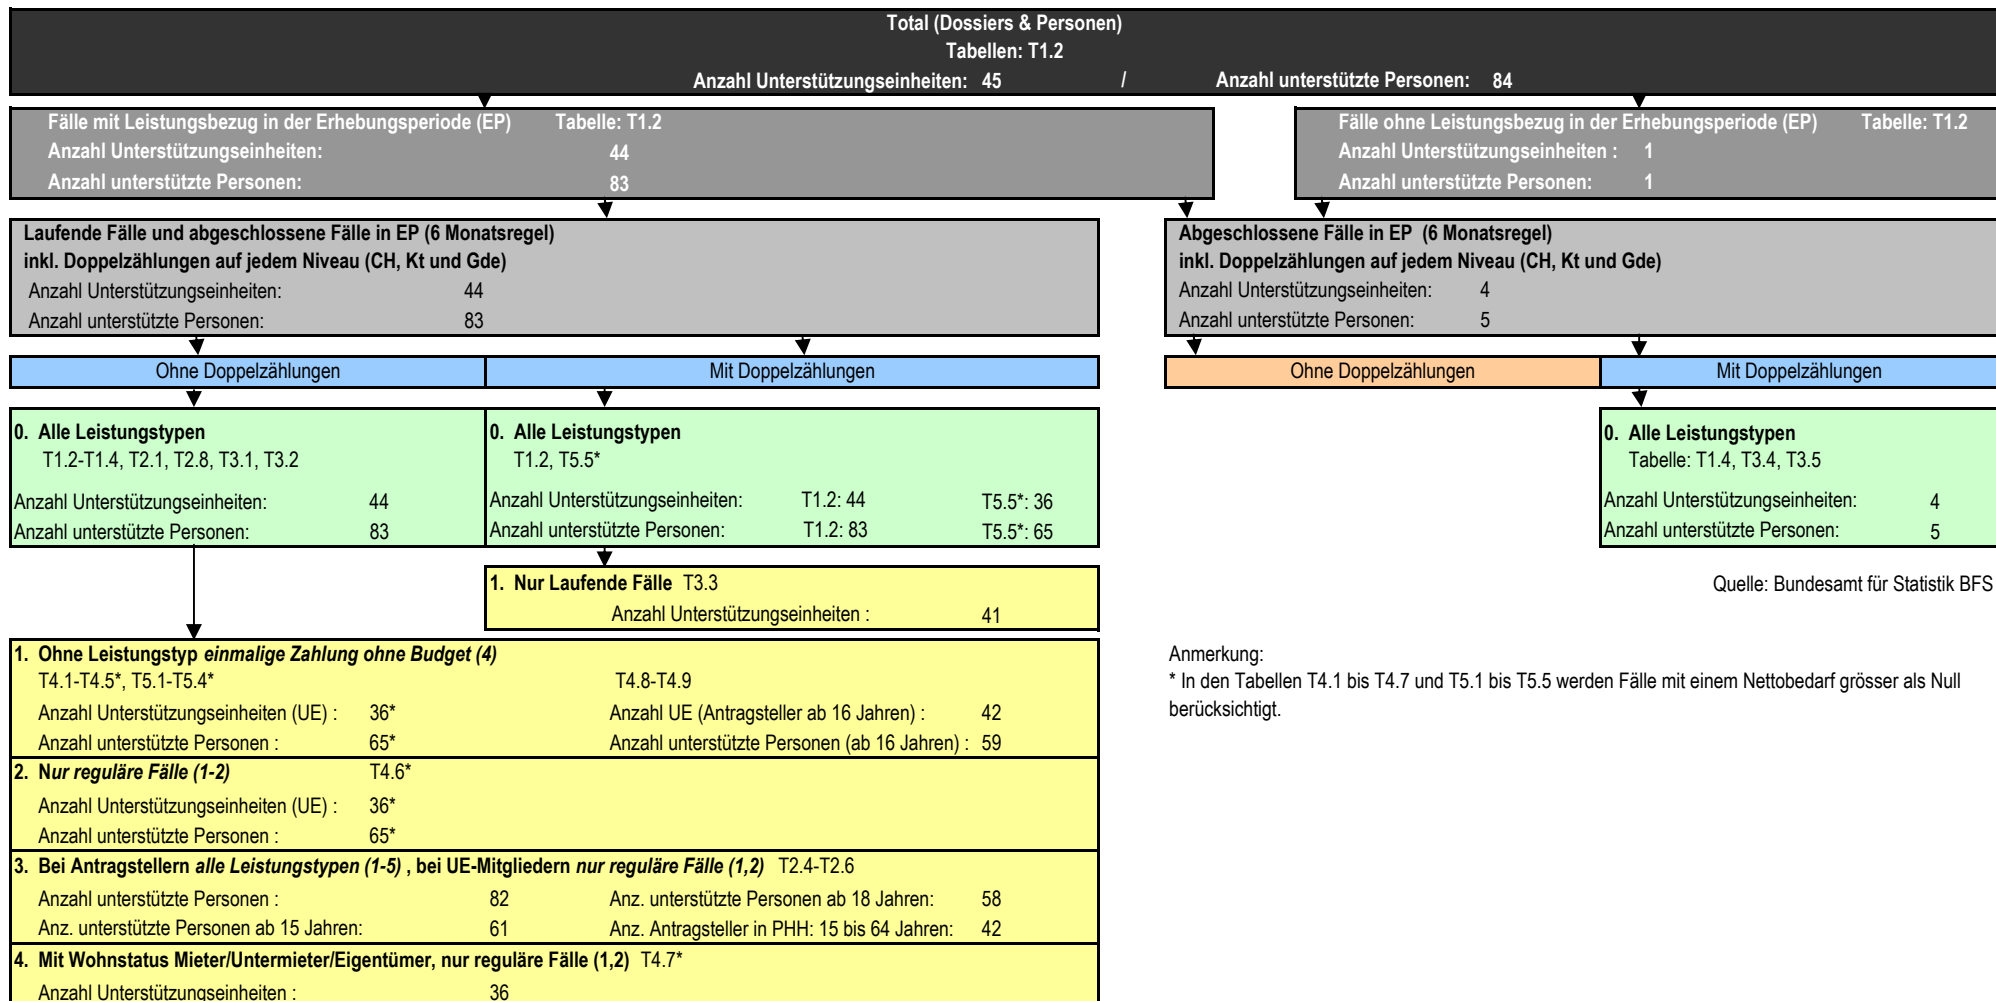 Total (Dossiers & Personen)
Tabellen: T1.2
Anzahl Unterstützungseinheiten: 45 / Anzahl unterstützte Personen: 84
Fälle mit Leistungsbezug in der Erhebungsperiode (EP) Tabelle: T1.2
Anzahl Unterstützungseinheiten: 44
Anzahl unterstützte Personen: 83
Fälle ohne Leistungsbezug in der Erhebungsperiode (EP) Tabelle: T1.2
Anzahl Unterstützungseinheiten : 1
Anzahl unterstützte Personen: 1
Laufende Fälle und abgeschlossene Fälle in EP (6 Monatsregel)
inkl. Doppelzählungen auf jedem Niveau (CH, Kt und Gde)
Anzahl Unterstützungseinheiten: 44
Anzahl unterstützte Personen: 83
Abgeschlossene Fälle in EP (6 Monatsregel)
inkl. Doppelzählungen auf jedem Niveau (CH, Kt und Gde)
Anzahl Unterstützungseinheiten: 4
Anzahl unterstützte Personen: 5
Ohne Doppelzählungen
Mit Doppelzählungen
Ohne Doppelzählungen
Mit Doppelzählungen
0. Alle Leistungstypen
T1.2-T1.4, T2.1, T2.8, T3.1, T3.2
Anzahl Unterstützungseinheiten: 44
Anzahl unterstützte Personen: 83
0. Alle Leistungstypen
T1.2, T5.5*
Anzahl Unterstützungseinheiten: T1.2: 44 T5.5*: 36
Anzahl unterstützte Personen: T1.2: 83 T5.5*: 65
0. Alle Leistungstypen
Tabelle: T1.4, T3.4, T3.5
Anzahl Unterstützungseinheiten: 4
Anzahl unterstützte Personen: 5
1. Nur Laufende Fälle T3.3
Anzahl Unterstützungseinheiten : 41
Quelle: Bundesamt für Statistik BFS
1. Ohne Leistungstyp einmalige Zahlung ohne Budget (4)
T4.1-T4.5*, T5.1-T5.4* T4.8-T4.9
Anzahl Unterstützungseinheiten (UE) : 36* Anzahl UE (Antragsteller ab 16 Jahren) : 42
Anzahl unterstützte Personen : 65* Anzahl unterstützte Personen (ab 16 Jahren) : 59
Anmerkung:
* In den Tabellen T4.1 bis T4.7 und T5.1 bis T5.5 werden Fälle mit einem Nettobedarf grösser als Null
berücksichtigt.
2. Nur reguläre Fälle (1-2) T4.6*
Anzahl Unterstützungseinheiten (UE) : 36*
Anzahl unterstützte Personen : 65*
3. Bei Antragstellern alle Leistungstypen (1-5) , bei UE-Mitgliedern nur reguläre Fälle (1,2) T2.4-T2.6
Anzahl unterstützte Personen : 82 Anz. unterstützte Personen ab 18 Jahren: 58
Anz. unterstützte Personen ab 15 Jahren: 61 Anz. Antragsteller in PHH: 15 bis 64 Jahren: 42
4. Mit Wohnstatus Mieter/Untermieter/Eigentümer, nur reguläre Fälle (1,2) T4.7*
Anzahl Unterstützungseinheiten : 36